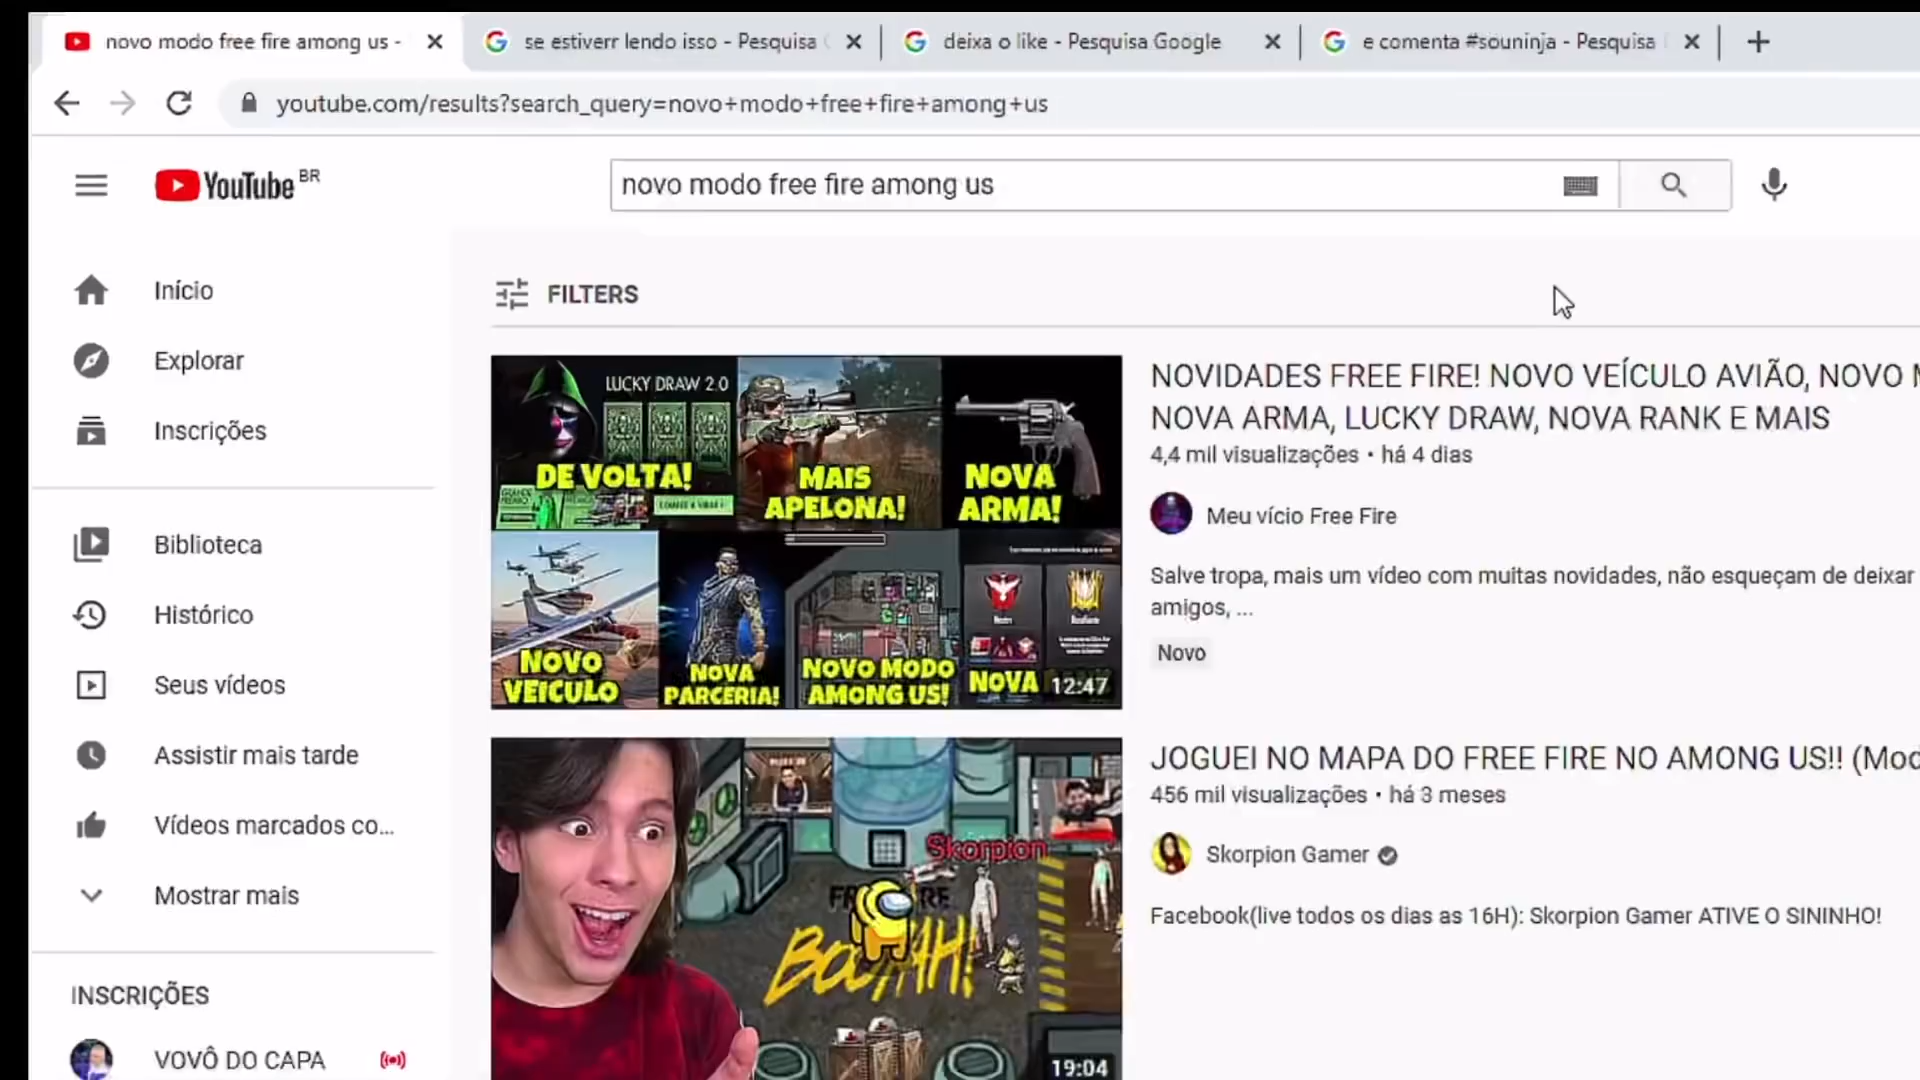 novo modo free fire among us -
se estiverr lendo isso - Pesquisa
deixa o like - Pesquisa Google
e comenta #souninja - Pesquisa
youtube.com/results?search_query=novo+modo+free+fire+among+us
YouTube BR
novo modo free fire among us
Início
Explorar
Inscrições
Biblioteca
Histórico
Seus vídeos
Assistir mais tarde
Vídeos marcados co...
Mostrar mais
INSCRIÇÕES
VOVÔ DO CAPA
FILTERS
LUCKY DRAW 2.0
DE VOLTA!
MAIS
APELONA!
NOVA
ARMA!
NOVO
VEICULO
NOVA
PARCERIA!
NOVO MODO
AMONG US!
NOVA
12:47
NOVIDADES FREE FIRE! NOVO VEÍCULO AVIÃO, NOVO
NOVA ARMA, LUCKY DRAW, NOVA RANK E MAIS
4,4 mil visualizações • há 4 dias
Meu vício Free Fire
Salve tropa, mais um vídeo com muitas novidades, não esqueçam de deixar
amigos, ...
Novo
Skorpion
BOOYAH!
19:04
JOGUEI NO MAPA DO FREE FIRE NO AMONG US!! (Mod
456 mil visualizações • há 3 meses
Skorpion Gamer
Facebook(live todos os dias as 16H): Skorpion Gamer ATIVE O SININHO!